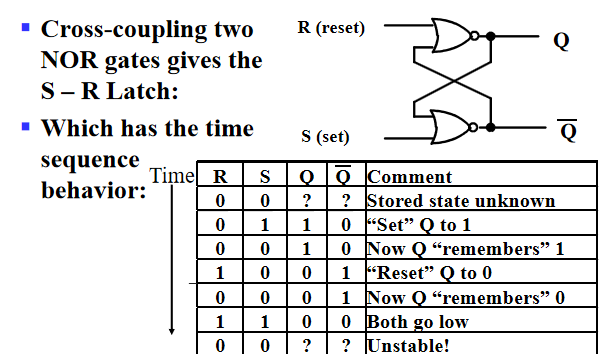 Cross-coupling two
NOR gates gives the
S – R Latch:
Which has the time
sequence
behavior:
R (reset)
Q
S (set)
Q̅
Time
R S Q Q̅ Comment
0 0 ? ? Stored state unknown
0 1 1 0 “Set” Q to 1
0 0 1 0 Now Q “remembers” 1
1 0 0 1 “Reset” Q to 0
0 0 0 1 Now Q “remembers” 0
1 1 0 0 Both go low
0 0 ? ? Unstable!